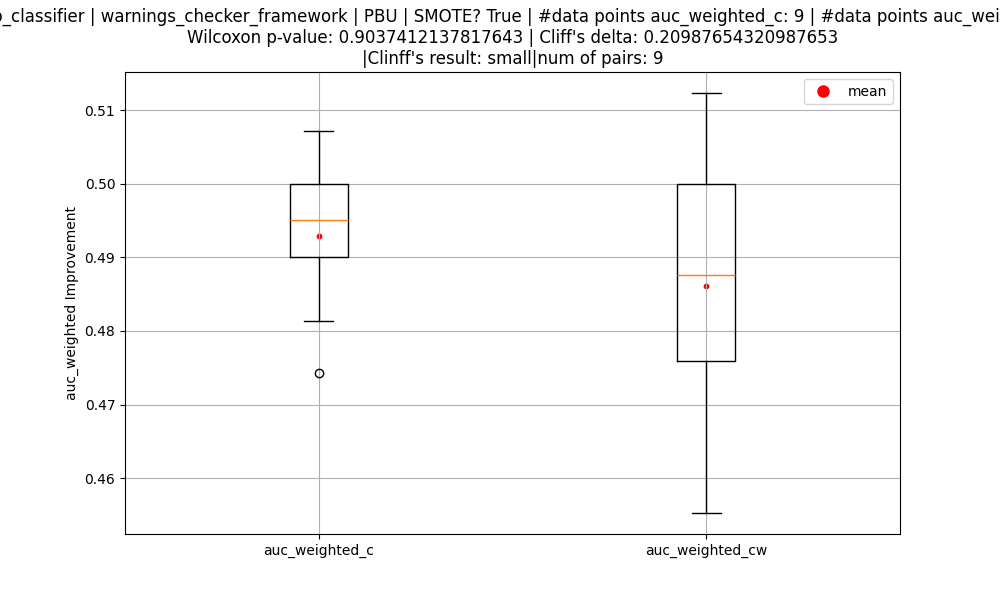 _classifier | warnings_checker_framework | PBU | SMOTE? True | #data points auc_weighted_c: 9 | #data points auc_wei
Wilcoxon p-value: 0.9037412137817643 | Cliff's delta: 0.20987654320987653
|Clinff's result: small|num of pairs: 9
mean
0.51
0.50
0.49
0.48
0.47
0.46
auc_weighted Improvement
auc_weighted_c
auc_weighted_cw